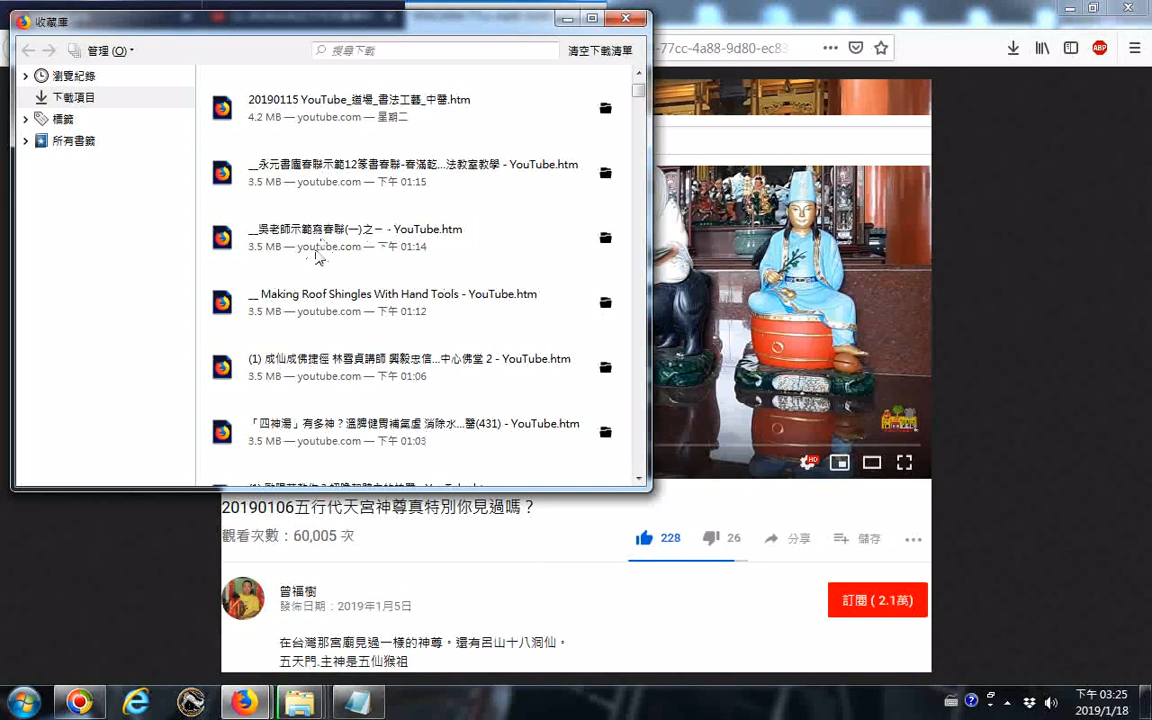 收藏庫
管理(O)
搜尋下載
清空下載清單
瀏覽紀錄
下載項目
標籤
所有書籤
20190115 YouTube_道場_書法工藝_中醫.htm
4.2 MB — youtube.com — 星期二
__永元書廬春聯示範12篆書春聯-春滿乾...法教室教學 - YouTube.htm
3.5 MB — youtube.com — 下午 01:15
__吳老師示範寫春聯(一)之一 - YouTube.htm
3.5 MB — youtube.com — 下午 01:14
__ Making Roof Shingles With Hand Tools - YouTube.htm
3.5 MB — youtube.com — 下午 01:12
(1) 成仙成佛捷徑 林雪貞講師 興毅忠信...中心佛堂 2 - YouTube.htm
3.5 MB — youtube.com — 下午 01:06
「四神湯」有多神？溫脾健胃補氣虛 消除水...醫(431) - YouTube.htm
3.5 MB — youtube.com — 下午 01:03
-77cc-4a88-9d80-ec83
ABP
HD
20190106五行代天宮神尊真特別你見過嗎？
觀看次數：60,005 次
228
26
分享
儲存
曾福樹
發佈日期：2019年1月5日
訂閱 ( 2.1萬)
在台灣那宮廟見過一樣的神尊。還有呂山十八洞仙。
五天門.主神是五仙猴祖
下午 03:25
2019/1/18